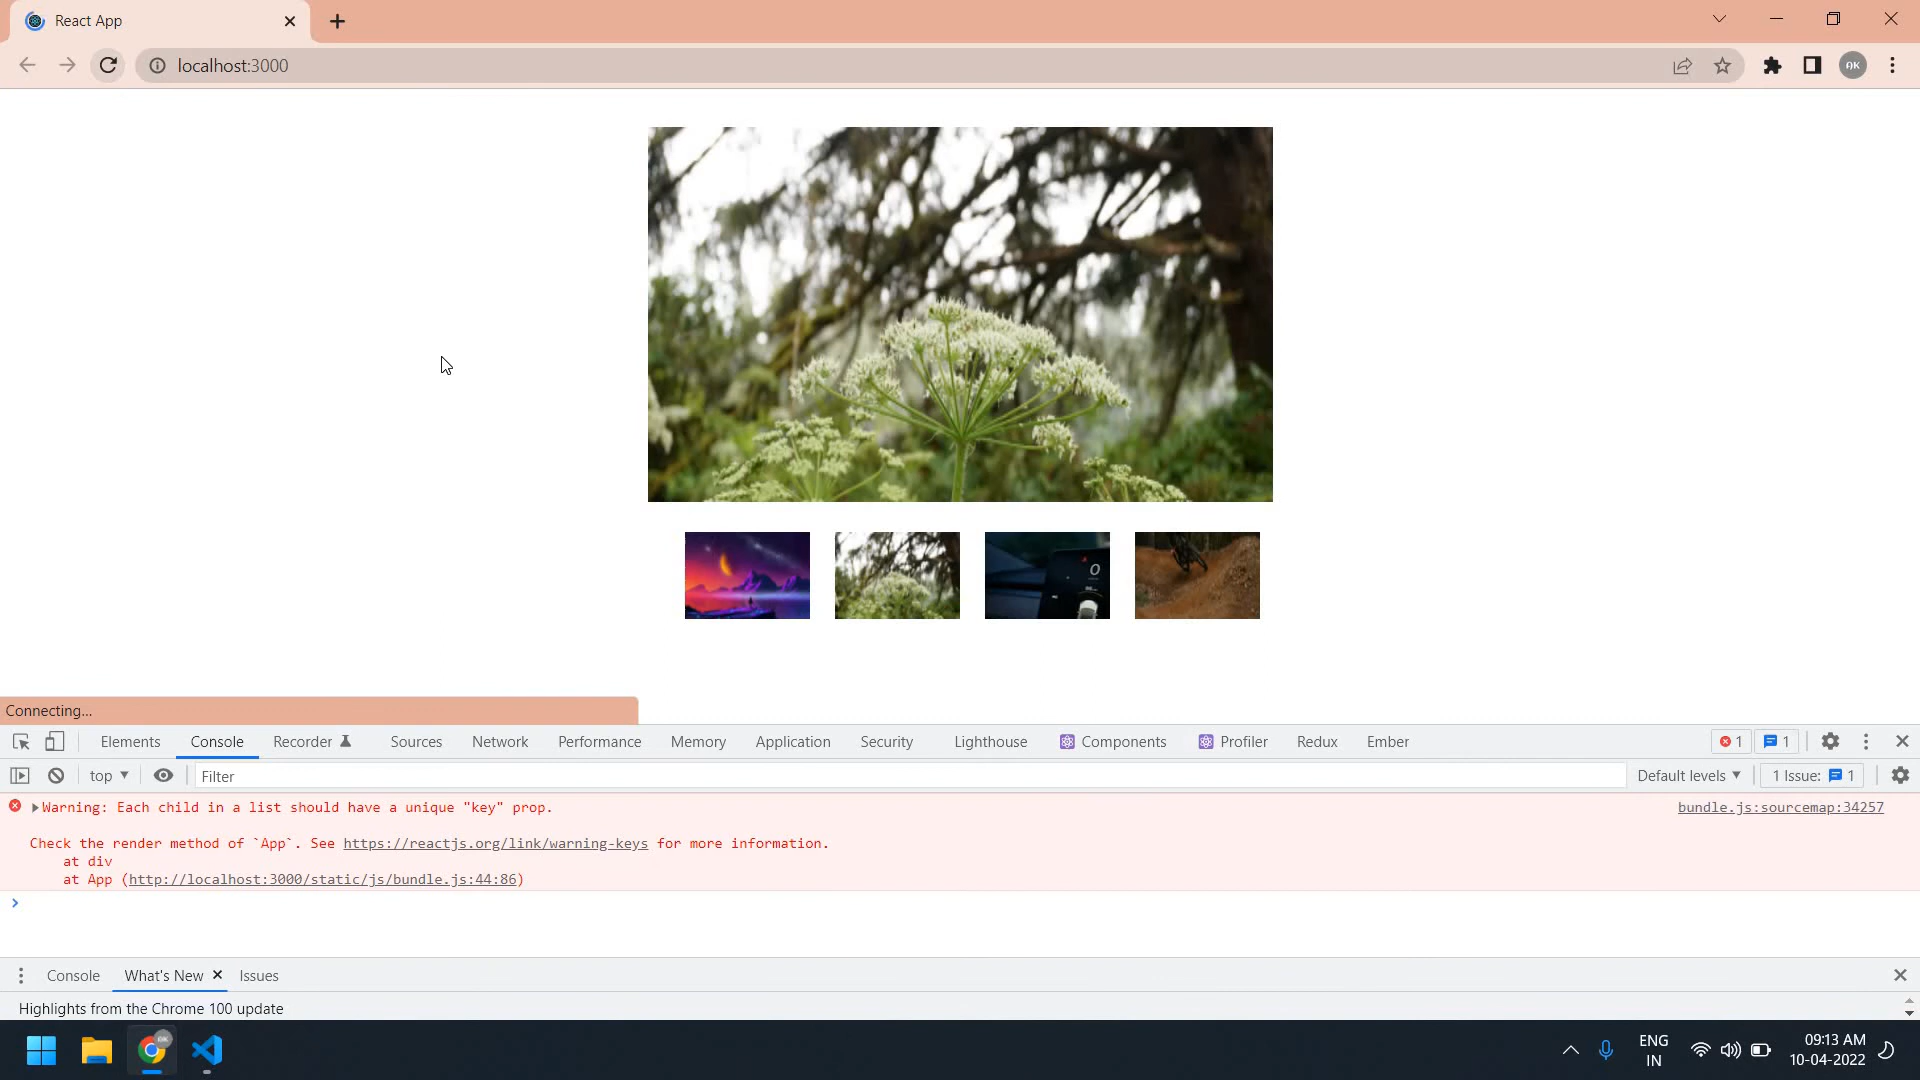 React App
localhost:3000
AK
Connecting...
Elements Console Recorder Sources Network Performance Memory Application Security Lighthouse Components Profiler Redux Ember 1 1
top Filter Default levels 1 Issue: 1
Warning: Each child in a list should have a unique "key" prop. bundle.js:sourcemap:34257
Check the render method of `App`. See https://reactjs.org/link/warning-keys for more information.
at div
at App (http://localhost:3000/static/js/bundle.js:44:86)
Console What's New Issues
Highlights from the Chrome 100 update
ENG 09:13 AM
IN 10-04-2022